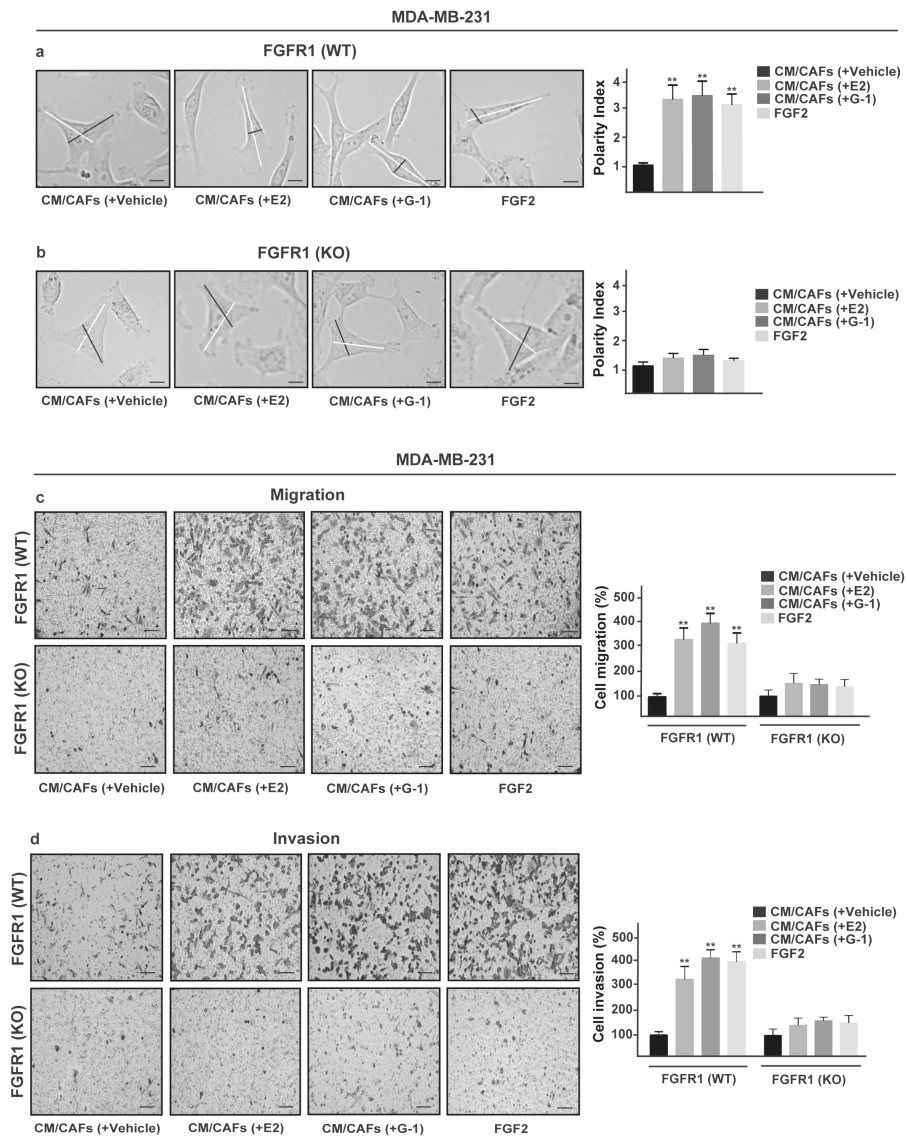 MDA-MB-231
a
FGFR1 (WT)
CM/CAFs (+Vehicle)
CM/CAFs (+E2)
CM/CAFs (+G-1)
FGF2
Polarity Index
4
3
2
1
** ** **
CM/CAFs (+Vehicle)
CM/CAFs (+E2)
CM/CAFs (+G-1)
FGF2
b
FGFR1 (KO)
CM/CAFs (+Vehicle)
CM/CAFs (+E2)
CM/CAFs (+G-1)
FGF2
Polarity Index
4
3
2
1
CM/CAFs (+Vehicle)
CM/CAFs (+E2)
CM/CAFs (+G-1)
FGF2
MDA-MB-231
c
Migration
FGFR1 (WT)
FGFR1 (KO)
CM/CAFs (+Vehicle)
CM/CAFs (+E2)
CM/CAFs (+G-1)
FGF2
Cell migration (%)
500
400
300
200
100
** ** **
CM/CAFs (+Vehicle)
CM/CAFs (+E2)
CM/CAFs (+G-1)
FGF2
FGFR1 (WT)
FGFR1 (KO)
d
Invasion
FGFR1 (WT)
FGFR1 (KO)
CM/CAFs (+Vehicle)
CM/CAFs (+E2)
CM/CAFs (+G-1)
FGF2
Cell invasion (%)
500
400
300
200
100
** ** **
CM/CAFs (+Vehicle)
CM/CAFs (+E2)
CM/CAFs (+G-1)
FGF2
FGFR1 (WT)
FGFR1 (KO)